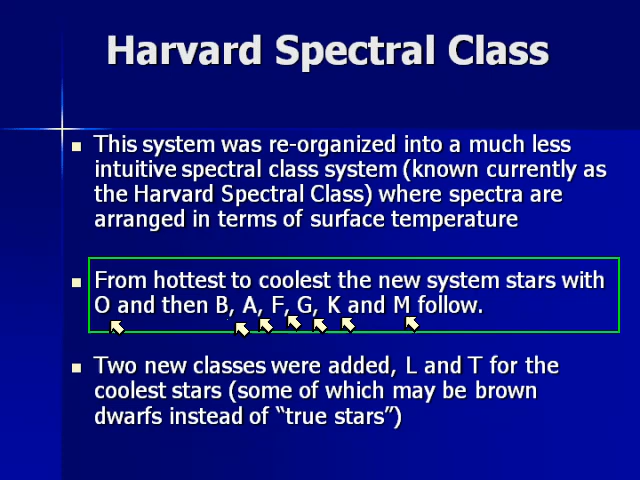 Harvard Spectral Class
This system was re-organized into a much less
intuitive spectral class system (known currently as
the Harvard Spectral Class) where spectra are
arranged in terms of surface temperature
From hottest to coolest the new system stars with
O and then B, A, F, G, K and M follow.
Two new classes were added, L and T for the
coolest stars (some of which may be brown
dwarfs instead of “true stars”)